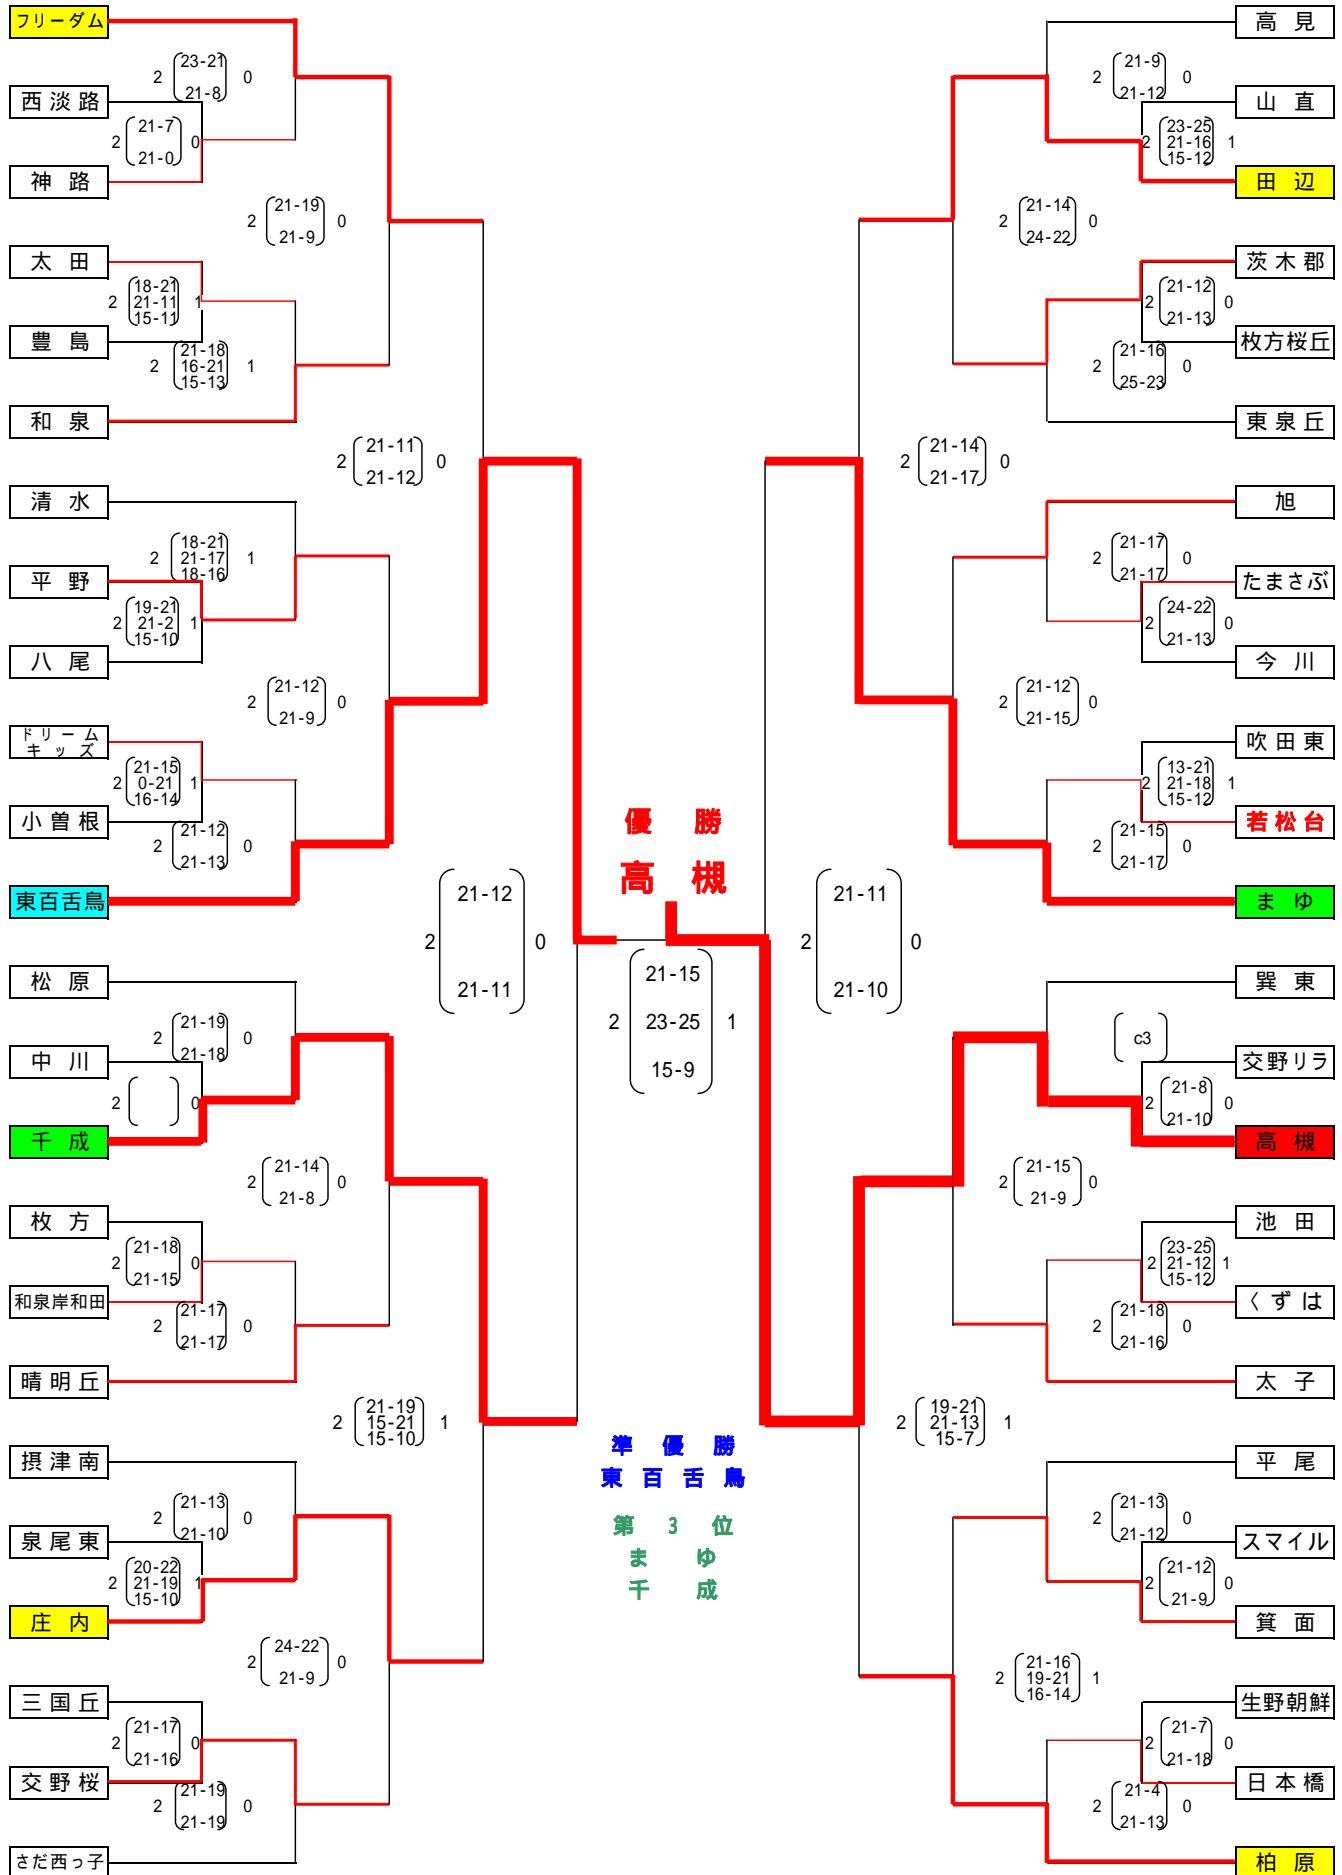 フリーダム
2 23-21 0
21-8
西淡路
2 21-7 0
21-0
神路
2 21-19 0
21-9
太田
2 18-21 1
21-11
15-11
豊島
2 21-18 1
16-21
15-13
和泉
2 21-11 0
21-12
清水
2 18-21 1
21-17
18-16
平野
2 19-21 1
21-2
15-10
八尾
2 21-12 0
21-9
ドリーム
キッズ
2 21-15 1
0-21
16-14
小曽根
2 21-12 0
21-13
東百舌鳥
2 21-12 0
21-11
松原
2 21-19 0
21-18
中川
2 0
千成
2 21-14 0
21-8
枚方
2 21-18 0
21-15
和泉岸和田
2 21-17 0
21-17
晴明丘
2 21-19 1
15-21
15-10
摂津南
2 21-13 0
21-10
泉尾東
2 20-22 1
21-19
15-10
庄内
2 24-22 0
21-9
三国丘
2 21-17 0
21-16
交野桜
2 21-19 0
21-19
さだ西っ子
優勝
高槻
2 21-15 1
23-25
15-9
準優勝
東百舌鳥
第3位
まゆ
千成
高見
2 21-9 0
21-12
山直
2 23-25 1
21-16
15-12
田辺
2 21-14 0
24-22
茨木郡
2 21-12 0
21-13
枚方桜丘
2 21-16 0
25-23
東泉丘
2 21-14 0
21-17
旭
2 21-17 0
21-17
たまさぶ
2 24-22 0
21-13
今川
2 21-12 0
21-15
吹田東
2 13-21 1
21-18
15-12
若松台
2 21-15 0
21-17
まゆ
2 21-11 0
21-10
巽東
c3
交野リラ
2 21-8 0
21-10
高槻
2 21-15 0
21-9
池田
2 23-25 1
21-12
15-12
くずは
2 21-18 0
21-16
太子
2 19-21 1
21-13
15-7
平尾
2 21-13 0
21-12
スマイル
2 21-12 0
21-9
箕面
2 21-16 1
19-21
16-14
生野朝鮮
2 21-7 0
21-18
日本橋
2 21-4 0
21-13
柏原